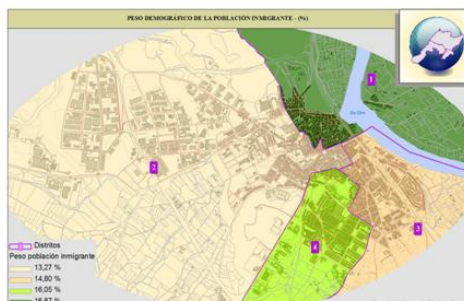 PESO DEMOGRÁFICO DE LA POBLACIÓN INMIGRANTE - (%)
1
2
3
4
Distritos
Peso población inmigrante
13,27 %
14,80 %
16,05 %
16,87 %